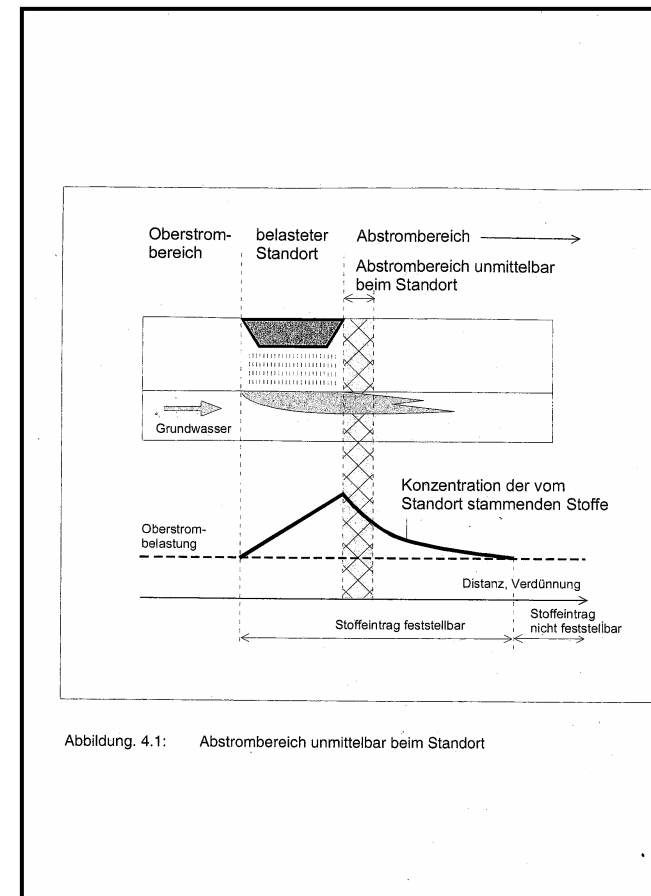 Oberstrom-
bereich
belasteter
Standort
Abstrombereich
Abstrombereich unmittelbar
beim Standort
Grundwasser
Konzentration der vom
Standort stammenden Stoffe
Oberstrom-
belastung
Distanz, Verdünnung
Stoffeintrag feststellbar
Stoffeintrag
nicht feststellbar
Abbildung. 4.1: Abstrombereich unmittelbar beim Standort